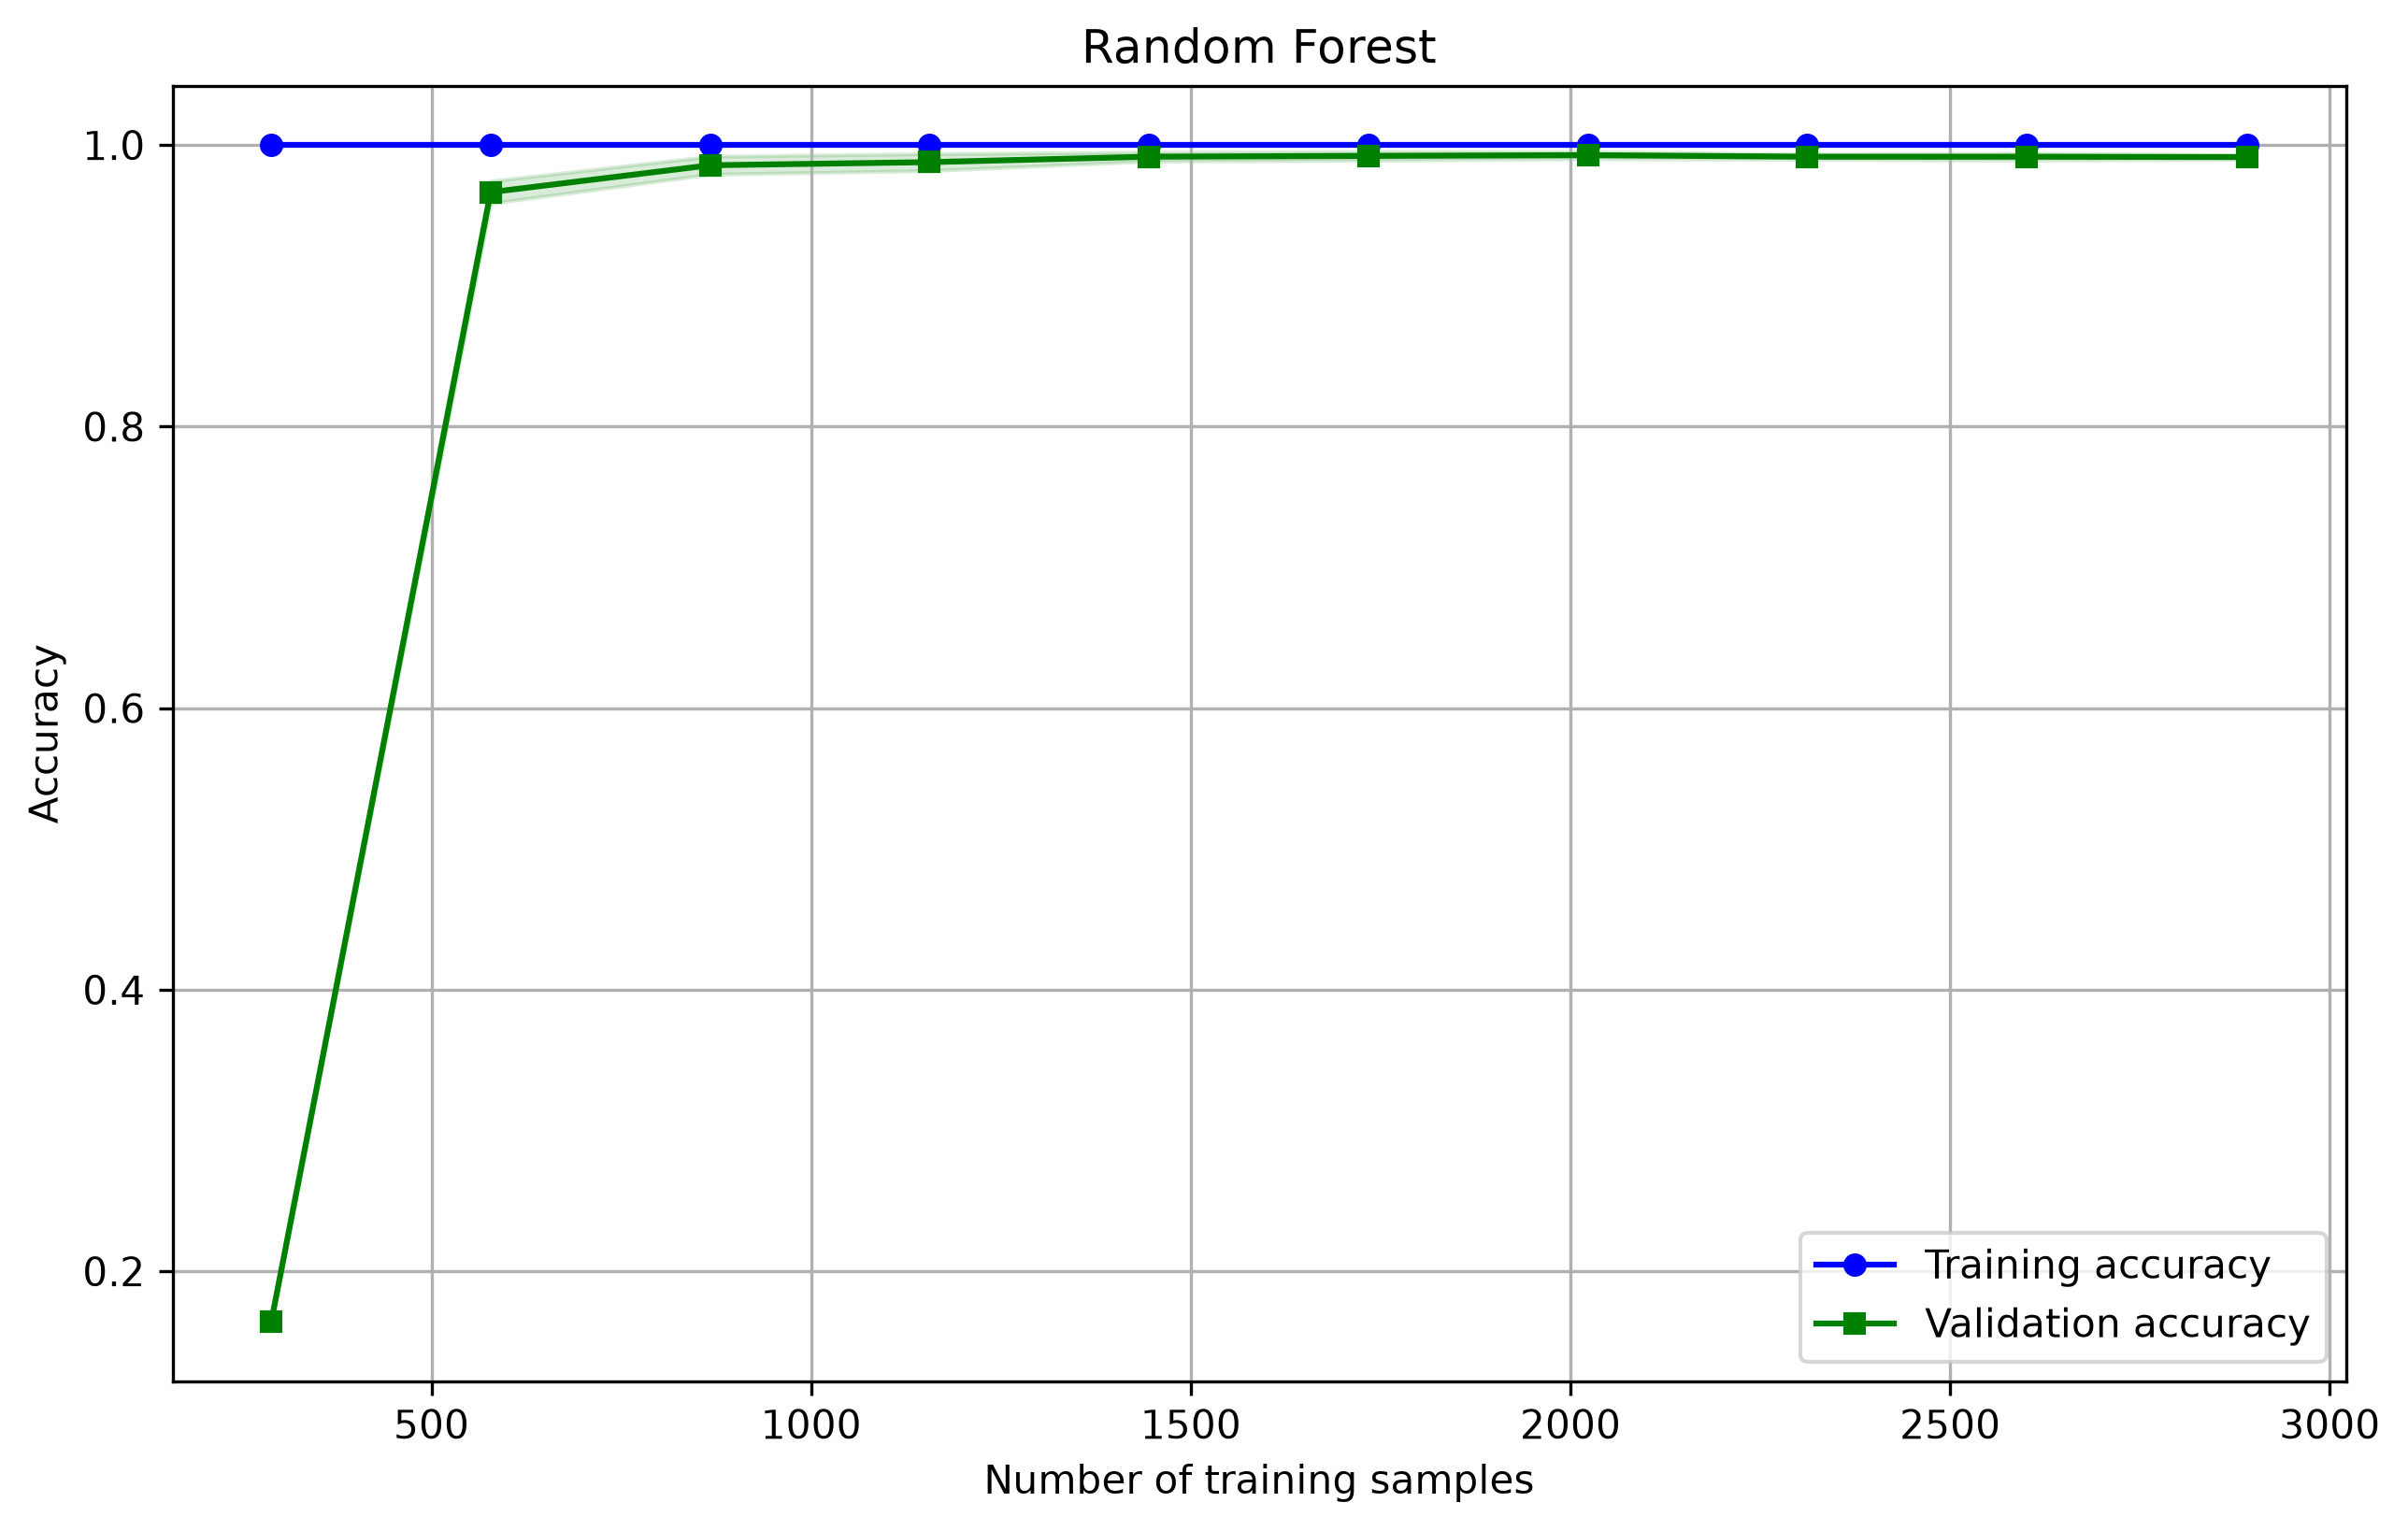 Random Forest
1.0
0.8
0.6
0.4
0.2
Accuracy
Training accuracy
Validation accuracy
500 1000 1500 2000 2500 3000
Number of training samples